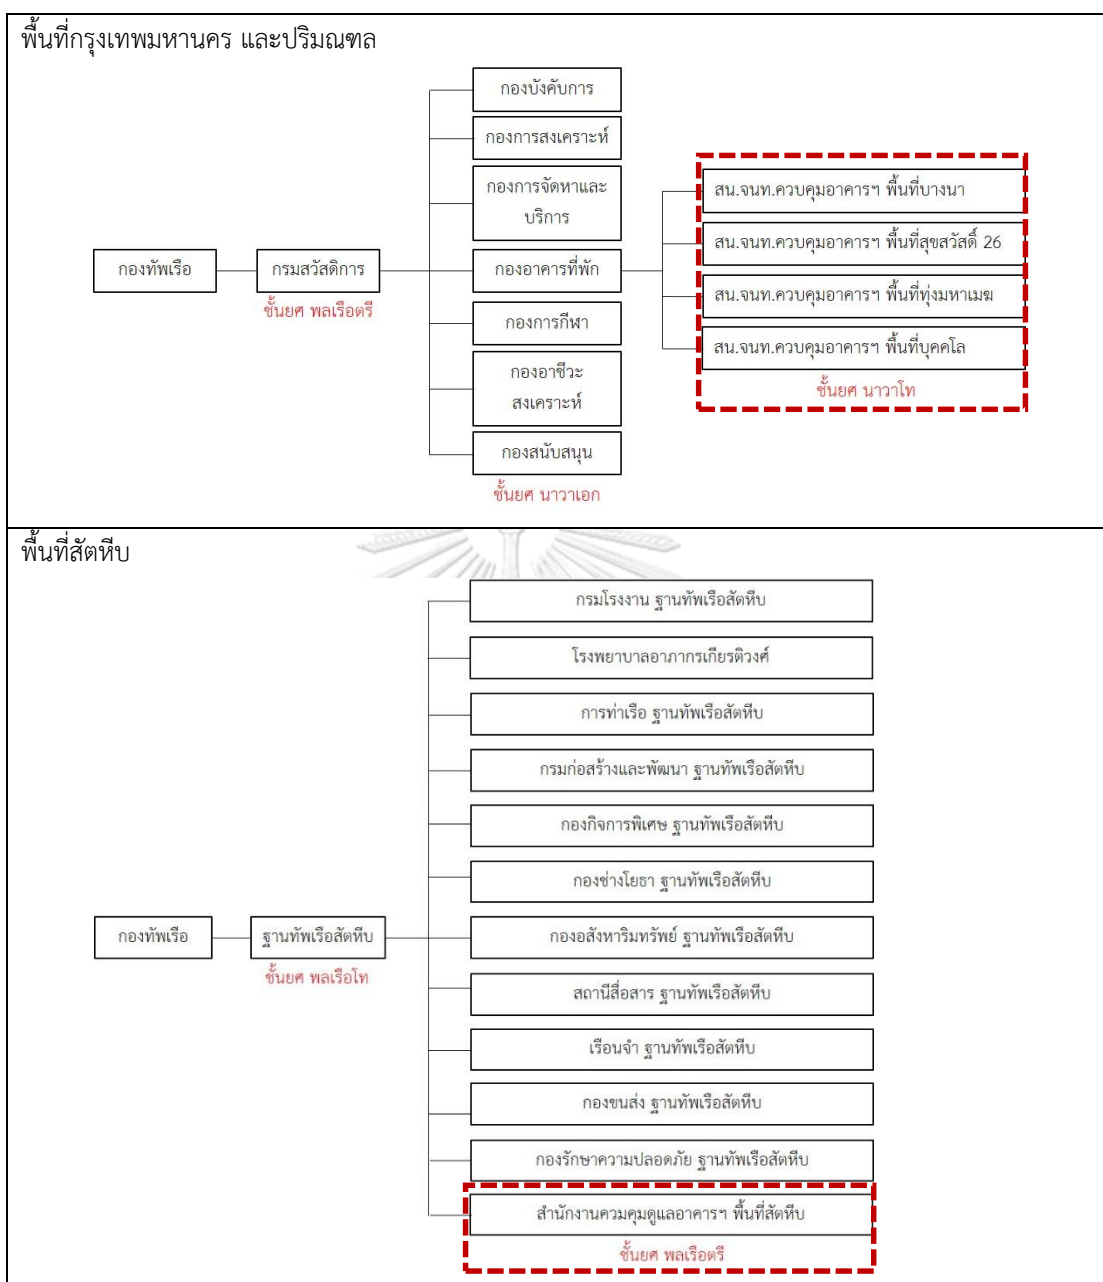 พื้นที่กรุงเทพมหานคร และปริมณฑล
กองบังคับการ
กองการสงเคราะห์
กองการจัดหาและ
บริการ
กองทัพเรือ
กรมสวัสดิการ
ชั้นยศ พลเรือตรี
กองอาคารที่พัก
กองการกีฬา
กองอาชีวะ
สงเคราะห์
กองสนับสนุน
ชั้นยศ นาวาเอก
สน.จนท.ควบคุมอาคารฯ พื้นที่บางนา
สน.จนท.ควบคุมอาคารฯ พื้นที่สุขสวัสดิ์ 26
สน.จนท.ควบคุมอาคารฯ พื้นที่ทุ่งมหาเมฆ
สน.จนท.ควบคุมอาคารฯ พื้นที่บุคคโล
ชั้นยศ นาวาโท
พื้นที่สัตหีบ
กรมโรงงาน ฐานทัพเรือสัตหีบ
โรงพยาบาลอาภากรเกียรติวงศ์
การท่าเรือ ฐานทัพเรือสัตหีบ
กรมก่อสร้างและพัฒนา ฐานทัพเรือสัตหีบ
กองกิจการพิเศษ ฐานทัพเรือสัตหีบ
กองช่างโยธา ฐานทัพเรือสัตหีบ
กองทัพเรือ
ฐานทัพเรือสัตหีบ
ชั้นยศ พลเรือโท
กองอสังหาริมทรัพย์ ฐานทัพเรือสัตหีบ
สถานีสื่อสาร ฐานทัพเรือสัตหีบ
เรือนจำ ฐานทัพเรือสัตหีบ
กองขนส่ง ฐานทัพเรือสัตหีบ
กองรักษาความปลอดภัย ฐานทัพเรือสัตหีบ
สำนักงานควมคุมดูแลอาคารฯ พื้นที่สัตหีบ
ชั้นยศ พลเรือตรี